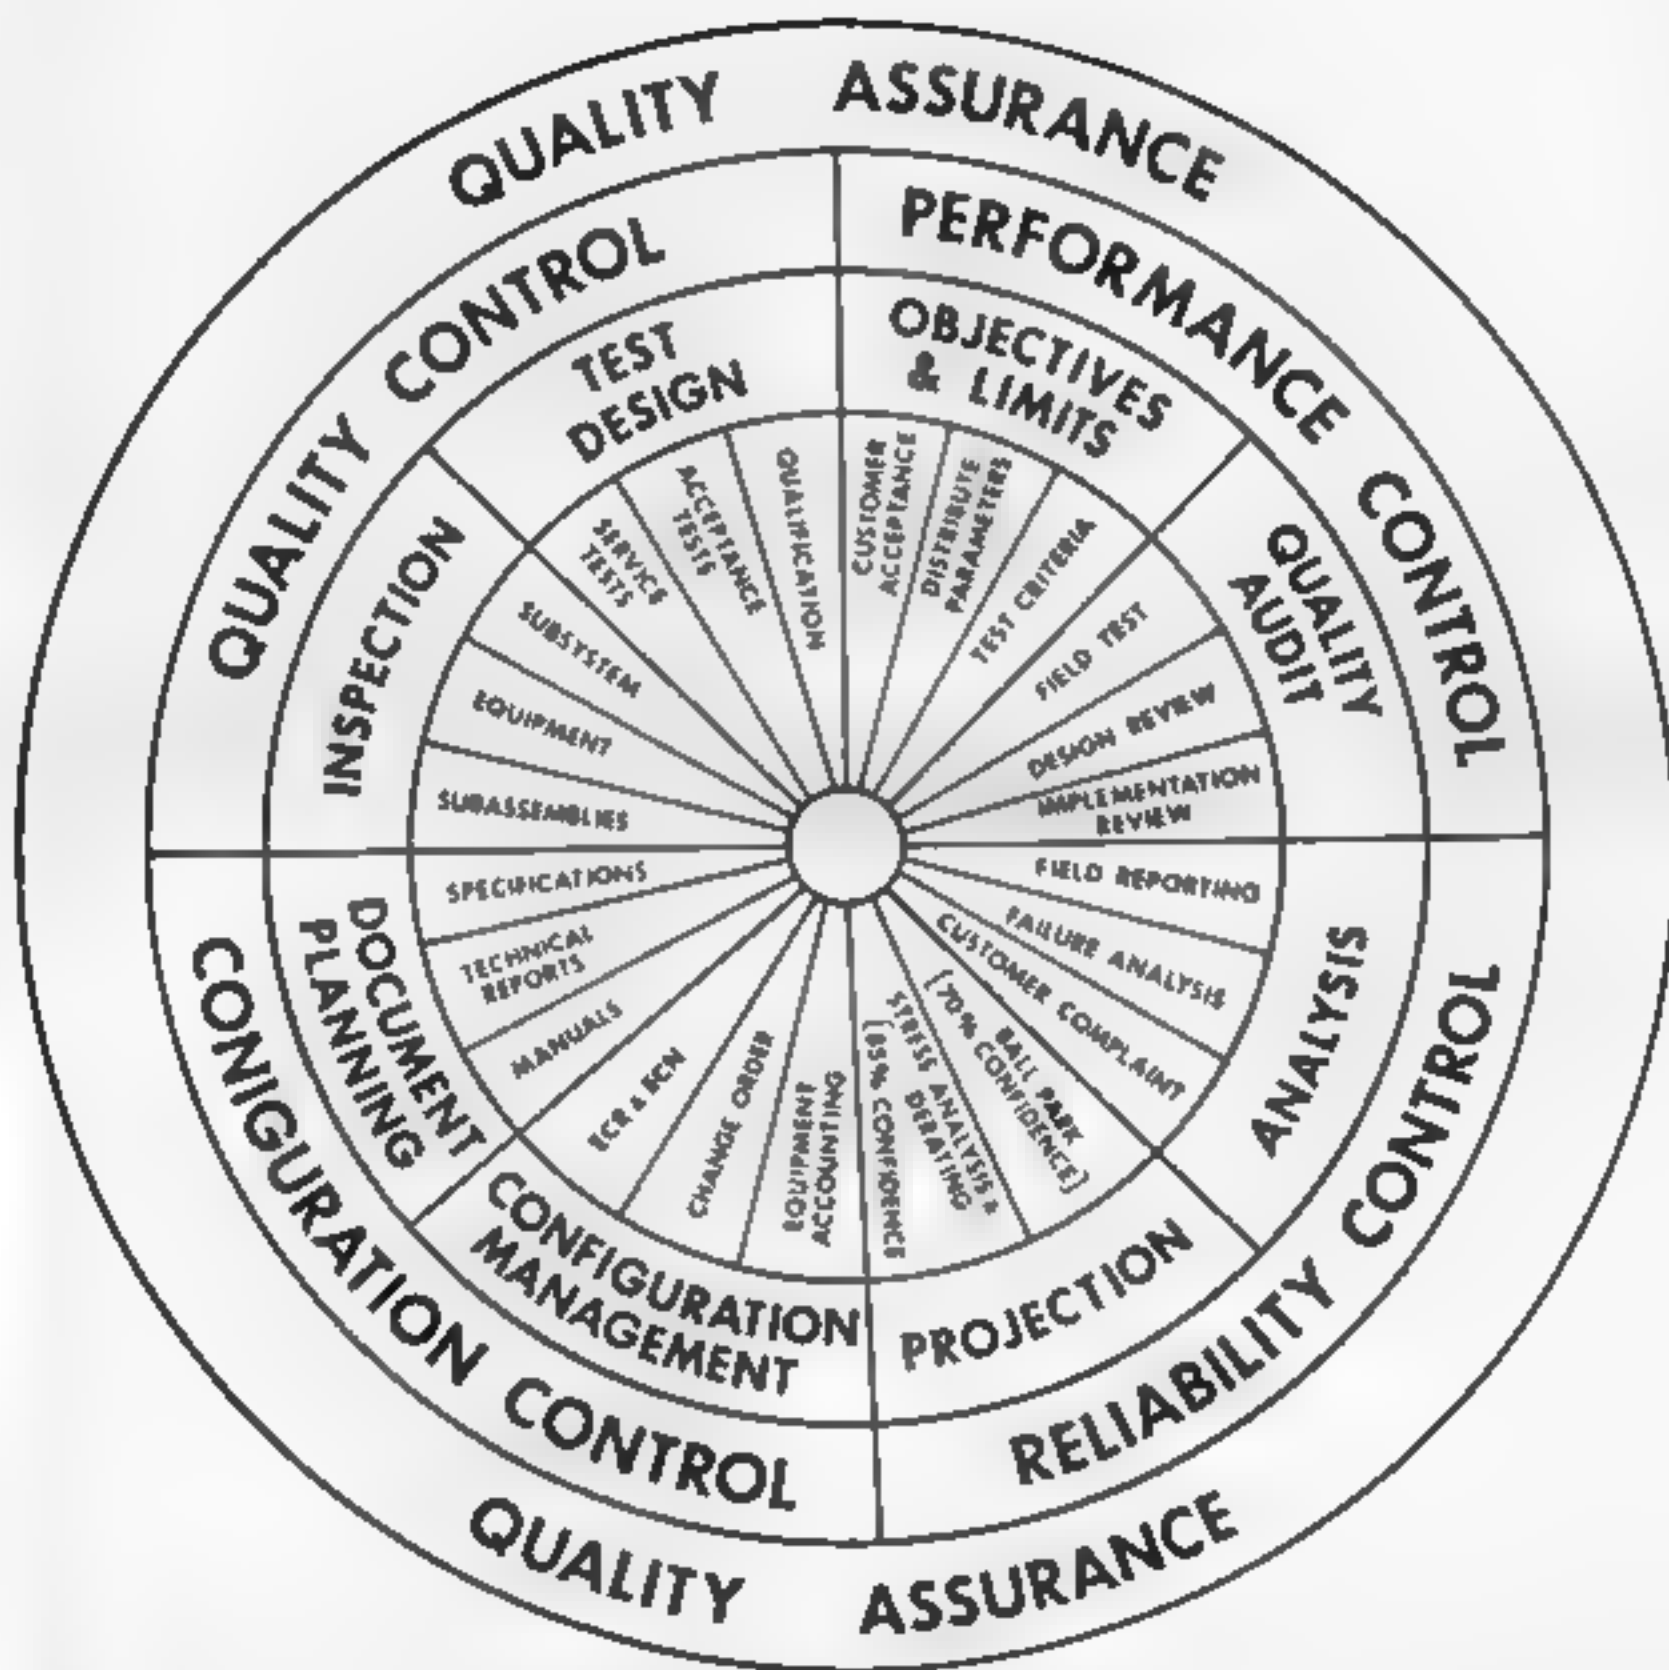 QUALITY ASSURANCE
QUALITY CONTROL
PERFORMANCE CONTROL
RELIABILITY CONTROL
CONIGURATION CONTROL
TEST
DESIGN
OBJECTIVES
& LIMITS
QUALITY
AUDIT
ANALYSIS
PROJECTION
CONFIGURATION
MANAGEMENT
DOCUMENT
PLANNING
INSPECTION
CUSTOMER
ACCEPTANCE
DISTRIBUTE
PARAMETERS
TEST CRITERIA
FIELD TEST
DESIGN REVIEW
IMPLEMENTATION
REVIEW
FIELD REPORTING
FAILURE ANALYSIS
CUSTOMER COMPLAINT
BALL PARK
(70% CONFIDENCE)
STRESS ANALYSIS &
DERATING
(85% CONFIDENCE
EQUIPMENT
ACCOUNTING
CHANGE ORDER
ECR & ECN
MANUALS
TECHNICAL
REPORTS
SPECIFICATIONS
SUBASSEMBLIES
EQUIPMENT
SUBSYSTEM
SERVICE
TESTS
ACCEPTANCE
TESTS
QUALIFICATION
QUALITY ASSURANCE